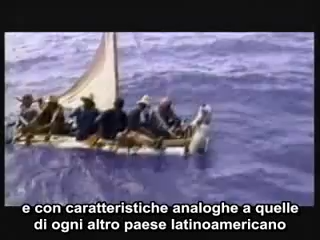 e con caratteristiche analoghe a quelle
di ogni altro paese latinoamericano